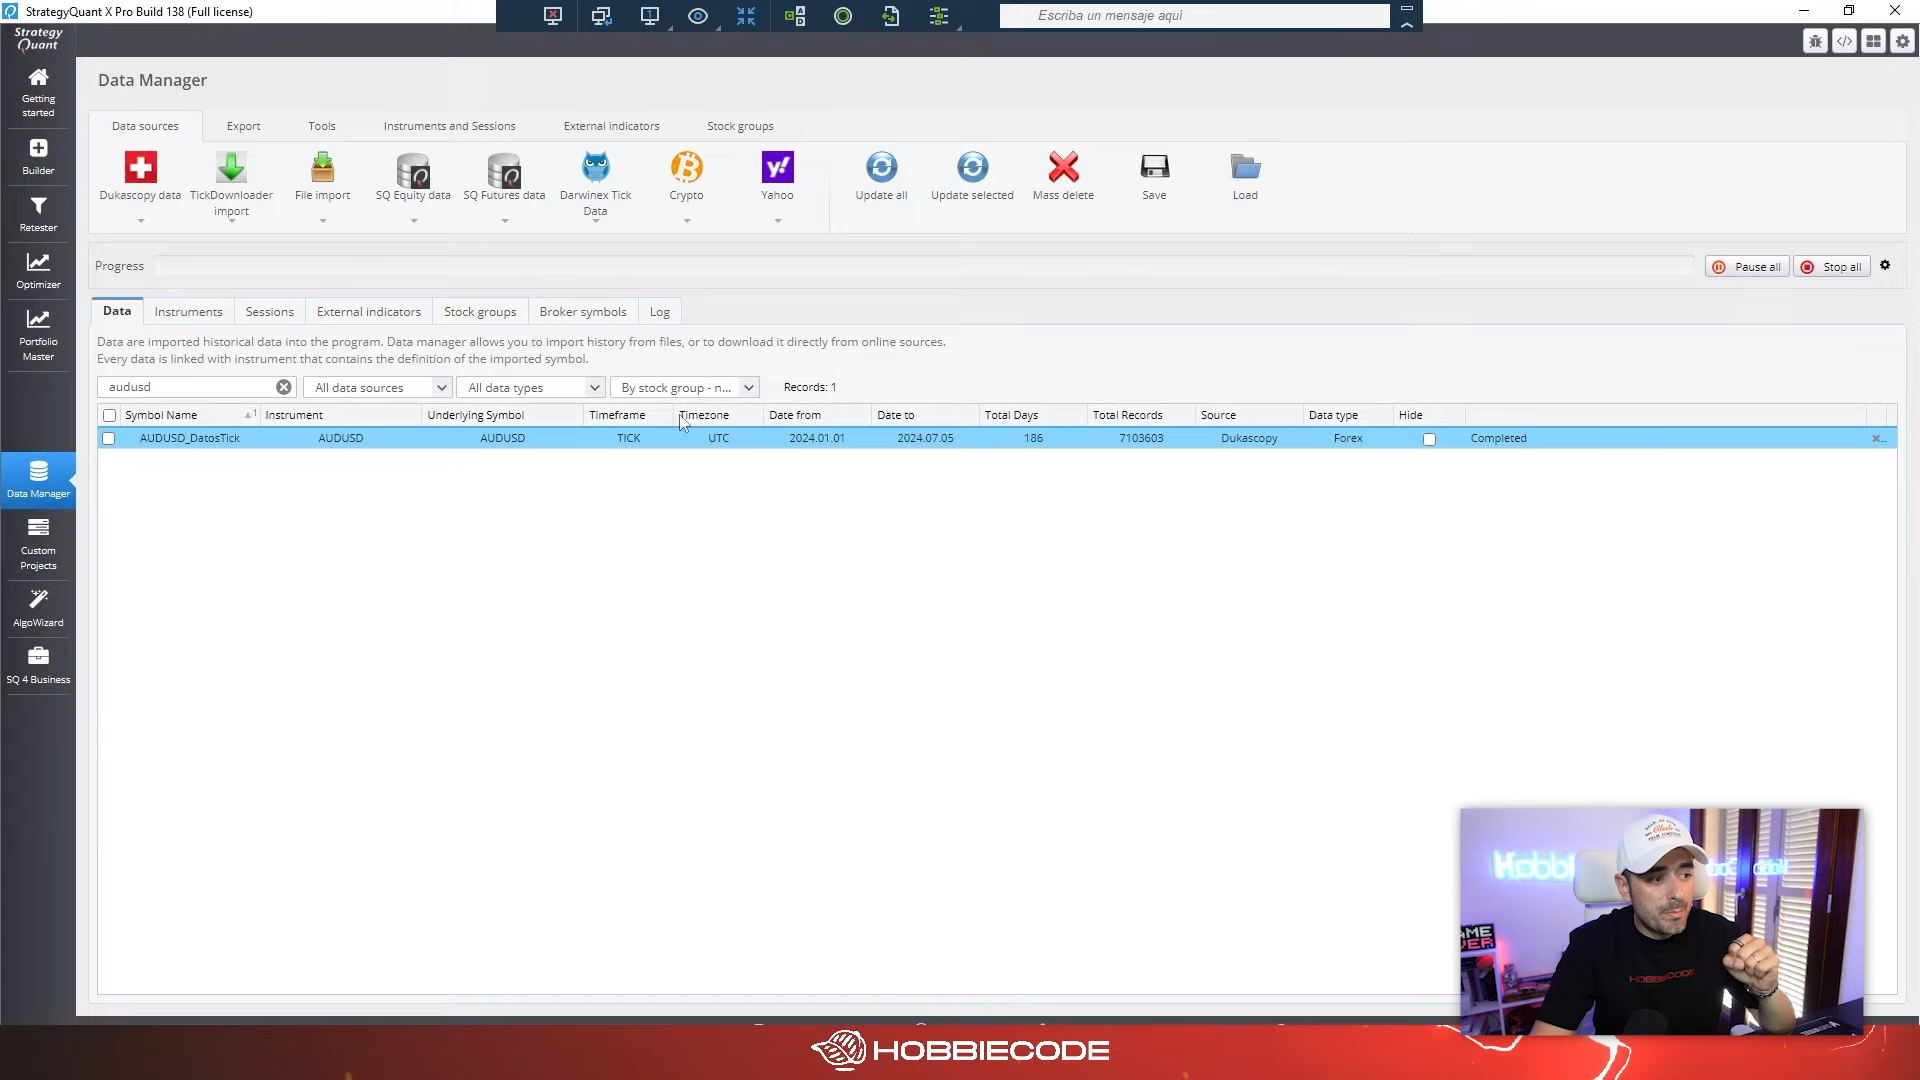 StrategyQuant X Pro Build 138 (Full license)
Escriba un mensaje aquí
Strategy
Quant
Getting
started
Builder
Retester
Optimizer
Portfolio
Master
Data Manager
Custom
Projects
AlgoWizard
SQ 4 Business
Data Manager
Data sources
Export
Tools
Instruments and Sessions
External indicators
Stock groups
Dukascopy data
TickDownloader
import
File import
SQ Equity data
SQ Futures data
Darwinex Tick
Data
Crypto
Yahoo
Update all
Update selected
Mass delete
Save
Load
Progress
Pause all
Stop all
Data
Instruments
Sessions
External indicators
Stock groups
Broker symbols
Log
Data are imported historical data into the program. Data manager allows you to import history from files, or to download it directly from online sources.
Every data is linked with instrument that contains the definition of the imported symbol.
audusd
All data sources
All data types
By stock group - n...
Records: 1
Symbol Name 1 Instrument Underlying Symbol Timeframe Timezone Date from Date to Total Days Total Records Source Data type Hide
AUDUSD_DatosTick AUDUSD AUDUSD TICK UTC 2024.01.01 2024.07.05 186 7103603 Dukascopy Forex Completed
Hobbi
HOBBIECODE
HOBBIECODE